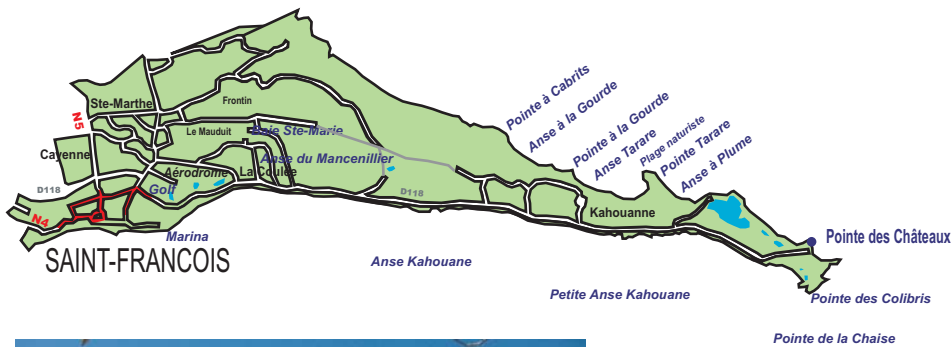 Pointe à Cabrits
Anse à la Gourde
Pointe à la Gourde
Anse Tarare
Plage naturiste
Pointe Tarare
Anse à Plume
Ste-Marthe
Frontin
N5
Le Mauduit
Baie Ste-Marie
Cayenne
Anse du Mancenillier
Aérodrome
La Coulée
D118
Golf
D118
N4
Kahouanne
Marina
Pointe des Châteaux
SAINT-FRANCOIS
Anse Kahouane
Petite Anse Kahouane
Pointe des Colibris
Pointe de la Chaise